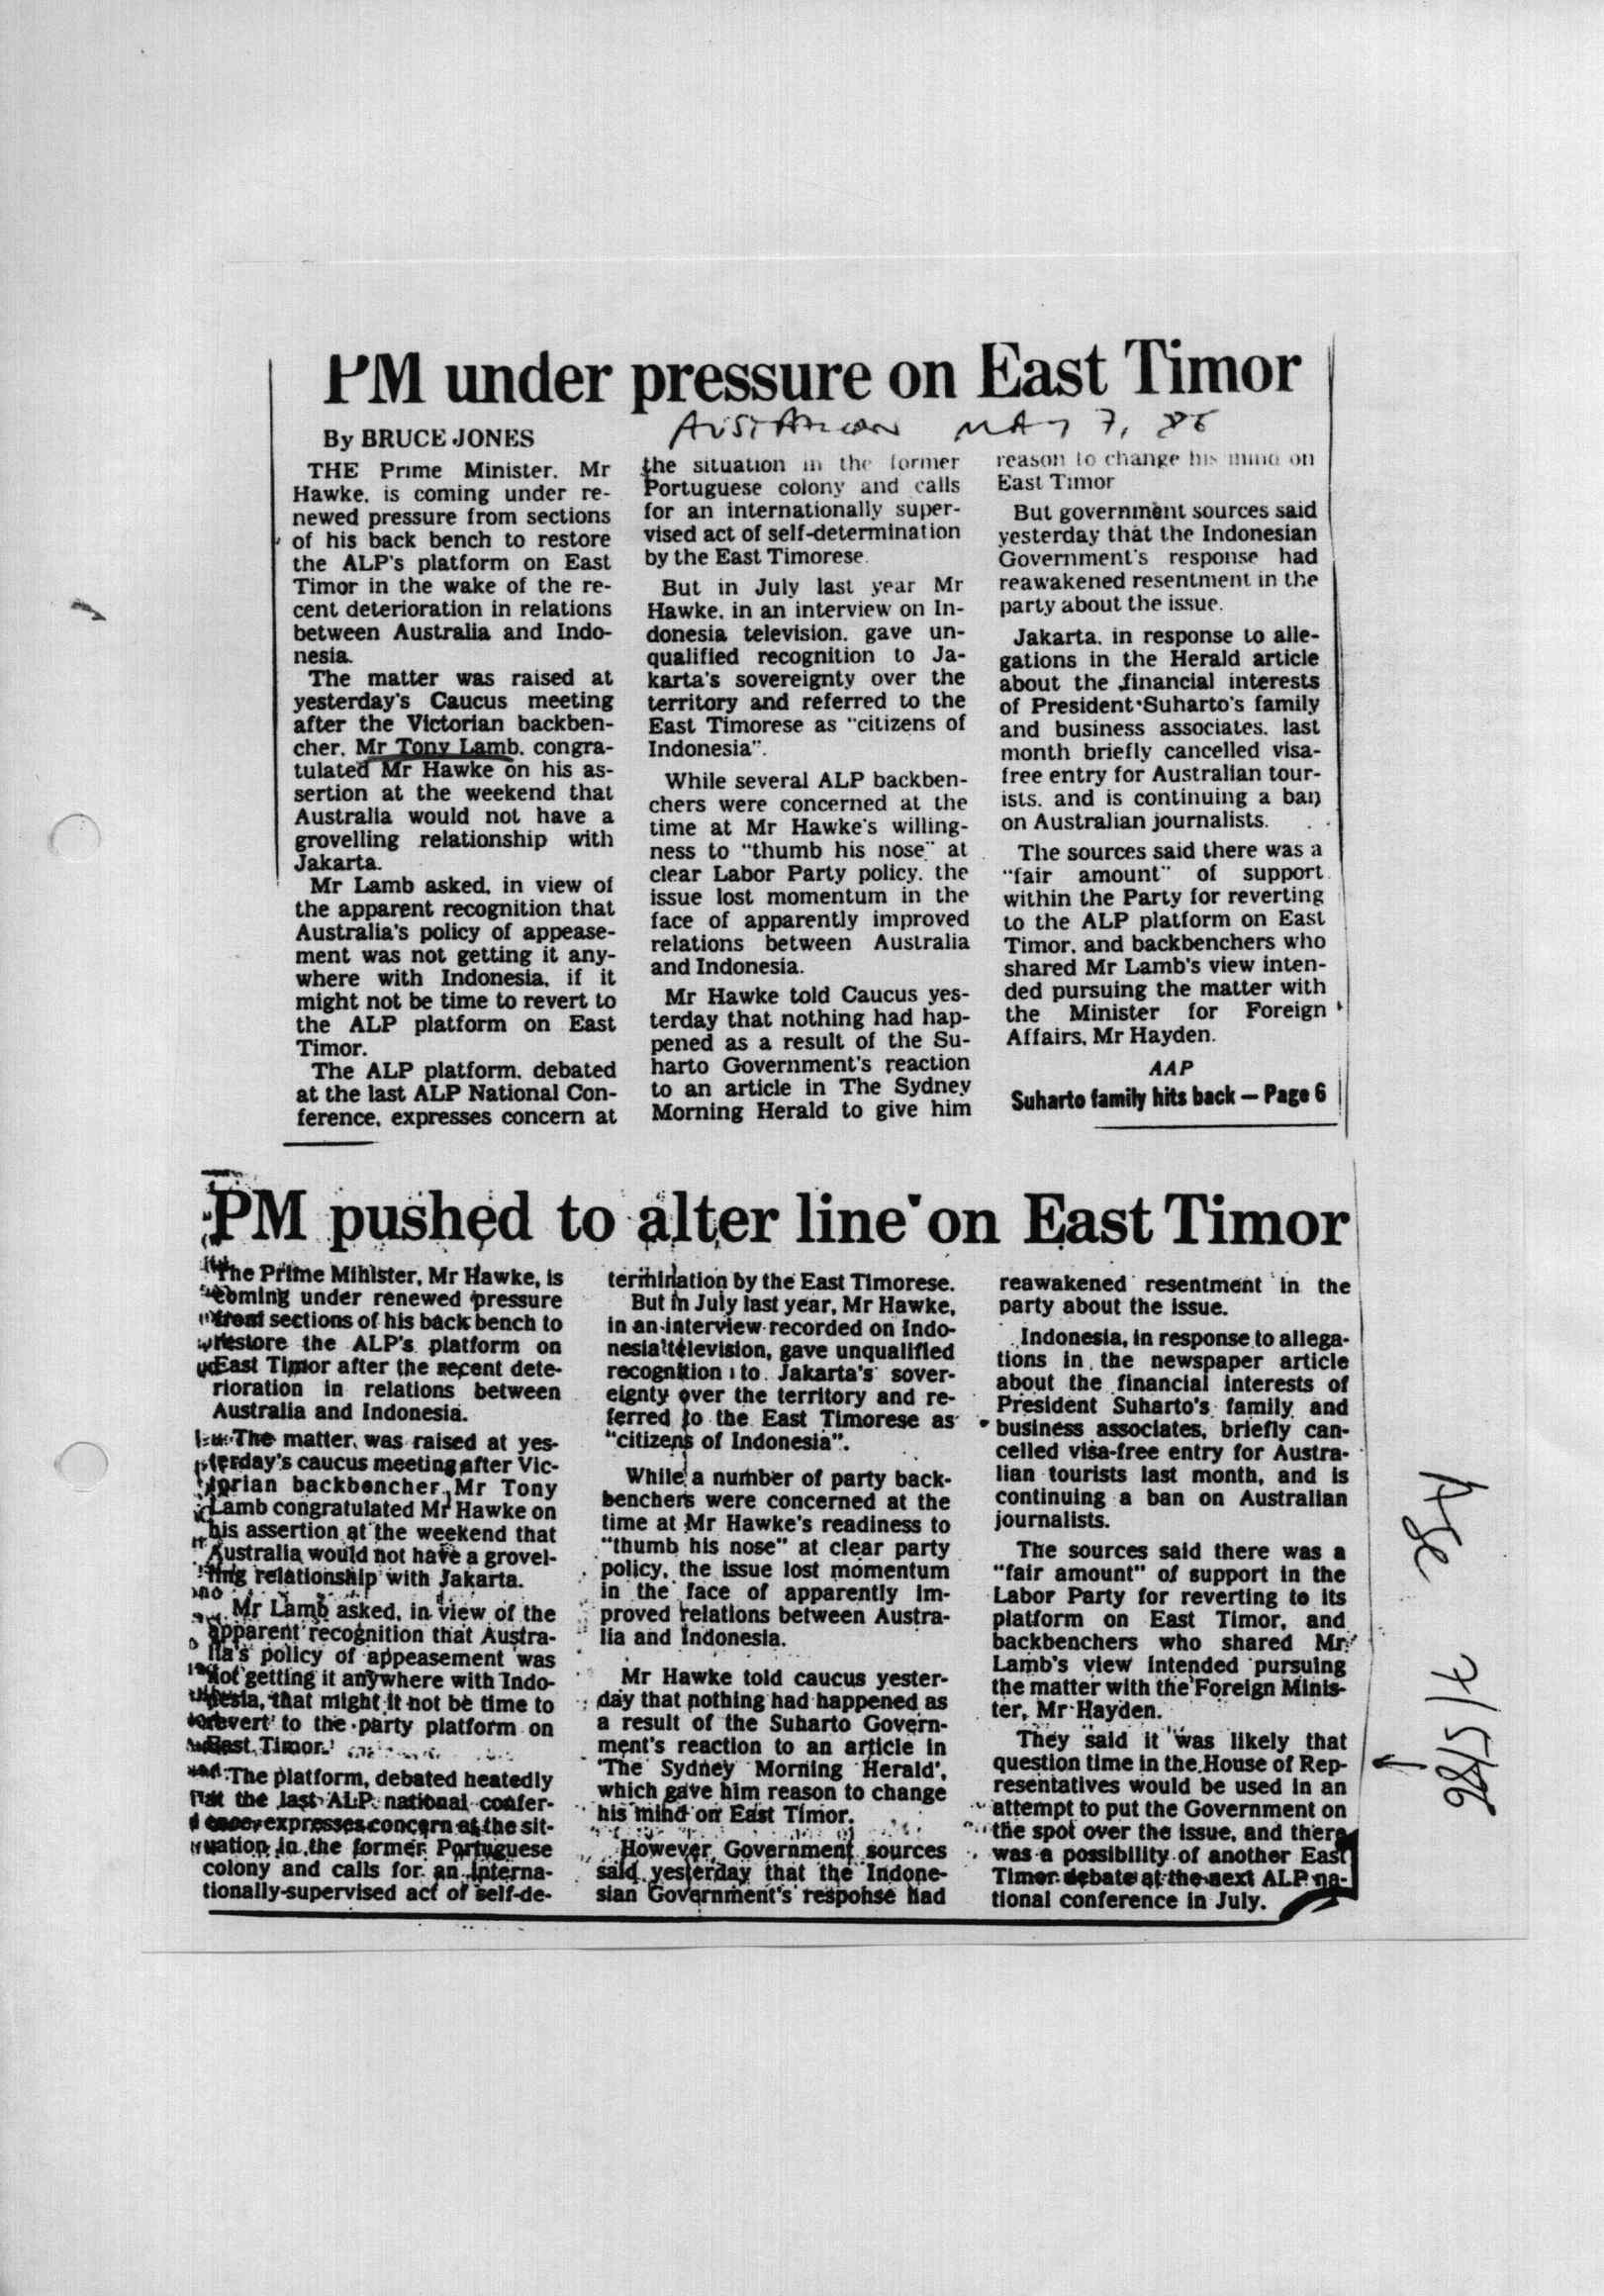 PM under pressure on East Timor
AUSTRALIAN MAY 7, 86
By BRUCE JONES
THE Prime Minister, Mr
Hawke, is coming under re-
newed pressure from sections
of his back bench to restore
the ALP's platform on East
Timor in the wake of the re-
cent deterioration in relations
between Australia and Indo-
nesia.
The matter was raised at
yesterday's Caucus meeting
after the Victorian backben-
cher, Mr Tony Lamb, congra-
tulated Mr Hawke on his as-
sertion at the weekend that
Australia would not have a
grovelling relationship with
Jakarta.
Mr Lamb asked, in view of
the apparent recognition that
Australia's policy of appease-
ment was not getting it any-
where with Indonesia, if it
might not be time to revert to
the ALP platform on East
Timor.
The ALP platform, debated
at the last ALP National Con-
ference, expresses concern at
the situation in the former
Portuguese colony and calls
for an internationally super-
vised act of self-determination
by the East Timorese.
But in July last year Mr
Hawke, in an interview on In-
donesia television, gave un-
qualified recognition to Ja-
karta's sovereignty over the
territory and referred to the
East Timorese as "citizens of
Indonesia".
While several ALP backben-
chers were concerned at the
time at Mr Hawke's willing-
ness to "thumb his nose" at
clear Labor Party policy, the
issue lost momentum in the
face of apparently improved
relations between Australia
and Indonesia.
Mr Hawke told Caucus yes-
terday that nothing had hap-
pened as a result of the Su-
harto Government's reaction
to an article in The Sydney
Morning Herald to give him
reason to change his mind on
East Timor
But government sources said
yesterday that the Indonesian
Government's response had
reawakened resentment in the
party about the issue.
Jakarta, in response to alle-
gations in the Herald article
about the financial interests
of President Suharto's family
and business associates, last
month briefly cancelled visa-
free entry for Australian tour-
ists, and is continuing a ban
on Australian journalists.
The sources said there was a
"fair amount" of support
within the Party for reverting
to the ALP platform on East
Timor, and backbenchers who
shared Mr Lamb's view inten-
ded pursuing the matter with
the Minister for Foreign
Affairs, Mr Hayden.
AAP
Suharto family hits back — Page 6
PM pushed to alter line on East Timor
The Prime Minister, Mr Hawke, is
coming under renewed pressure
from sections of his back bench to
restore the ALP's platform on
East Timor after the recent dete-
rioration in relations between
Australia and Indonesia.
The matter was raised at yes-
terday's caucus meeting after Vic-
torian backbencher Mr Tony
Lamb congratulated Mr Hawke on
his assertion at the weekend that
Australia would not have a grovel-
ling relationship with Jakarta.
Mr Lamb asked, in view of the
apparent recognition that Austra-
lia's policy of appeasement was
not getting it anywhere with Indo-
nesia, that might it not be time to
revert to the party platform on
East Timor.
The platform, debated heatedly
at the last ALP national confer-
ence, expresses concern at the sit-
uation in the former Portuguese
colony and calls for an interna-
tionally-supervised act of self-de-
termination by the East Timorese.
But in July last year, Mr Hawke,
in an interview recorded on Indo-
nesia television, gave unqualified
recognition to Jakarta's sover-
eignty over the territory and re-
ferred to the East Timorese as
"citizens of Indonesia".
While a number of party back-
benchers were concerned at the
time at Mr Hawke's readiness to
"thumb his nose" at clear party
policy, the issue lost momentum
in the face of apparently im-
proved relations between Austra-
lia and Indonesia.
Mr Hawke told caucus yester-
day that nothing had happened as
a result of the Suharto Govern-
ment's reaction to an article in
'The Sydney Morning Herald',
which gave him reason to change
his mind on East Timor.
However, Government sources
said yesterday that the Indone-
sian Government's response had
reawakened resentment in the
party about the issue.
Indonesia, in response to allega-
tions in the newspaper article
about the financial interests of
President Suharto's family and
business associates, briefly can-
celled visa-free entry for Austra-
lian tourists last month, and is
continuing a ban on Australian
journalists.
The sources said there was a
"fair amount" of support in the
Labor Party for reverting to its
platform on East Timor, and
backbenchers who shared Mr
Lamb's view intended pursuing
the matter with the Foreign Minis-
ter, Mr Hayden.
They said it was likely that
question time in the House of Rep-
resentatives would be used in an
attempt to put the Government on
the spot over the issue, and there
was a possibility of another East
Timor debate at the next ALP na-
tional conference in July.
Age 7/5/86